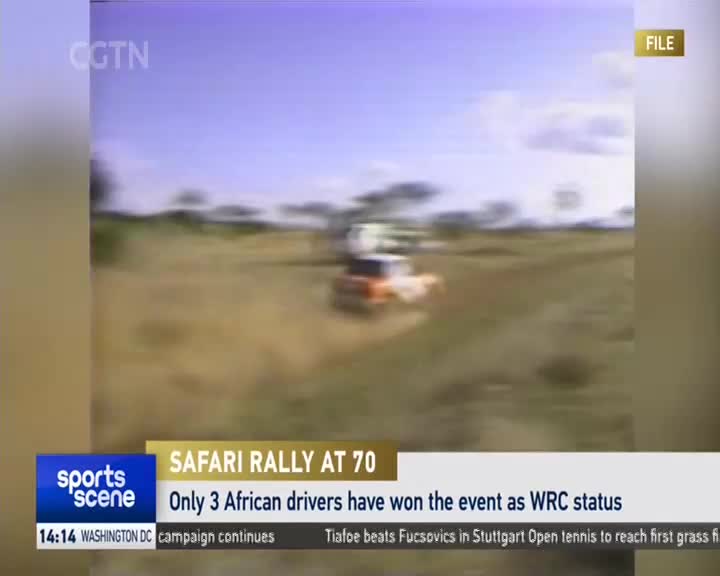 CGTN
FILE
SAFARI RALLY AT 70
sports
scene
Only 3 African drivers have won the event as WRC status
14:14 WASHINGTON DC
campaign continues Tiafoe beats Fucsovics in Stuttgart Open tennis to reach first grass fi